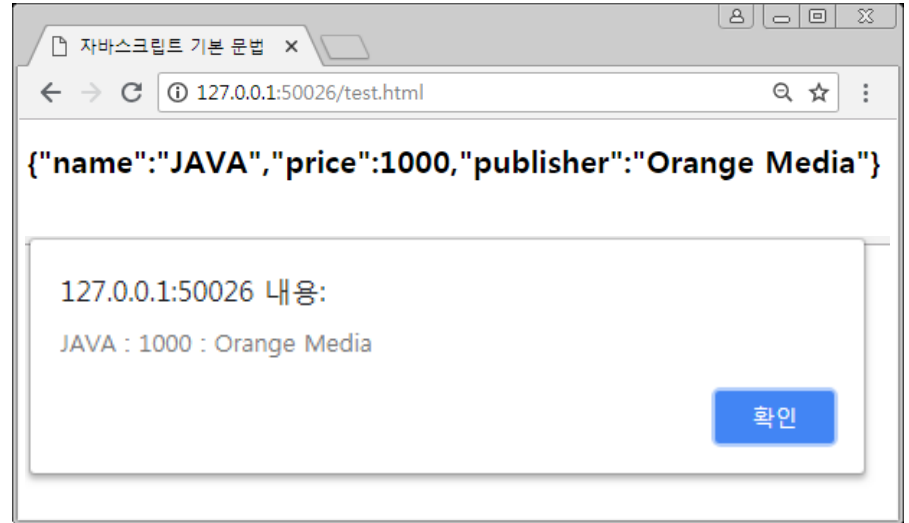 자바스크립트 기본 문법
127.0.0.1:50026/test.html
{"name":"JAVA","price":1000,"publisher":"Orange Media"}
127.0.0.1:50026 내용:
JAVA : 1000 : Orange Media
확인